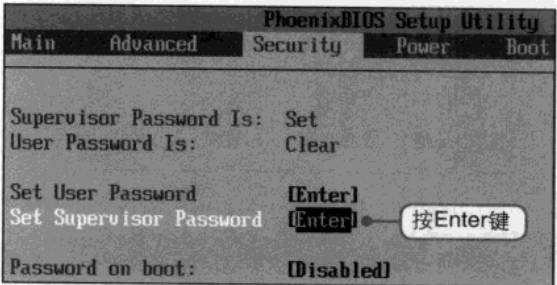 PhoenixBIOS Setup Utility
Main Advanced Security Power Boot
Supervisor Password Is: Set
User Password Is: Clear
Set User Password [Enter]
Set Supervisor Password [Enter] 按Enter键
Password on boot: [Disabled]